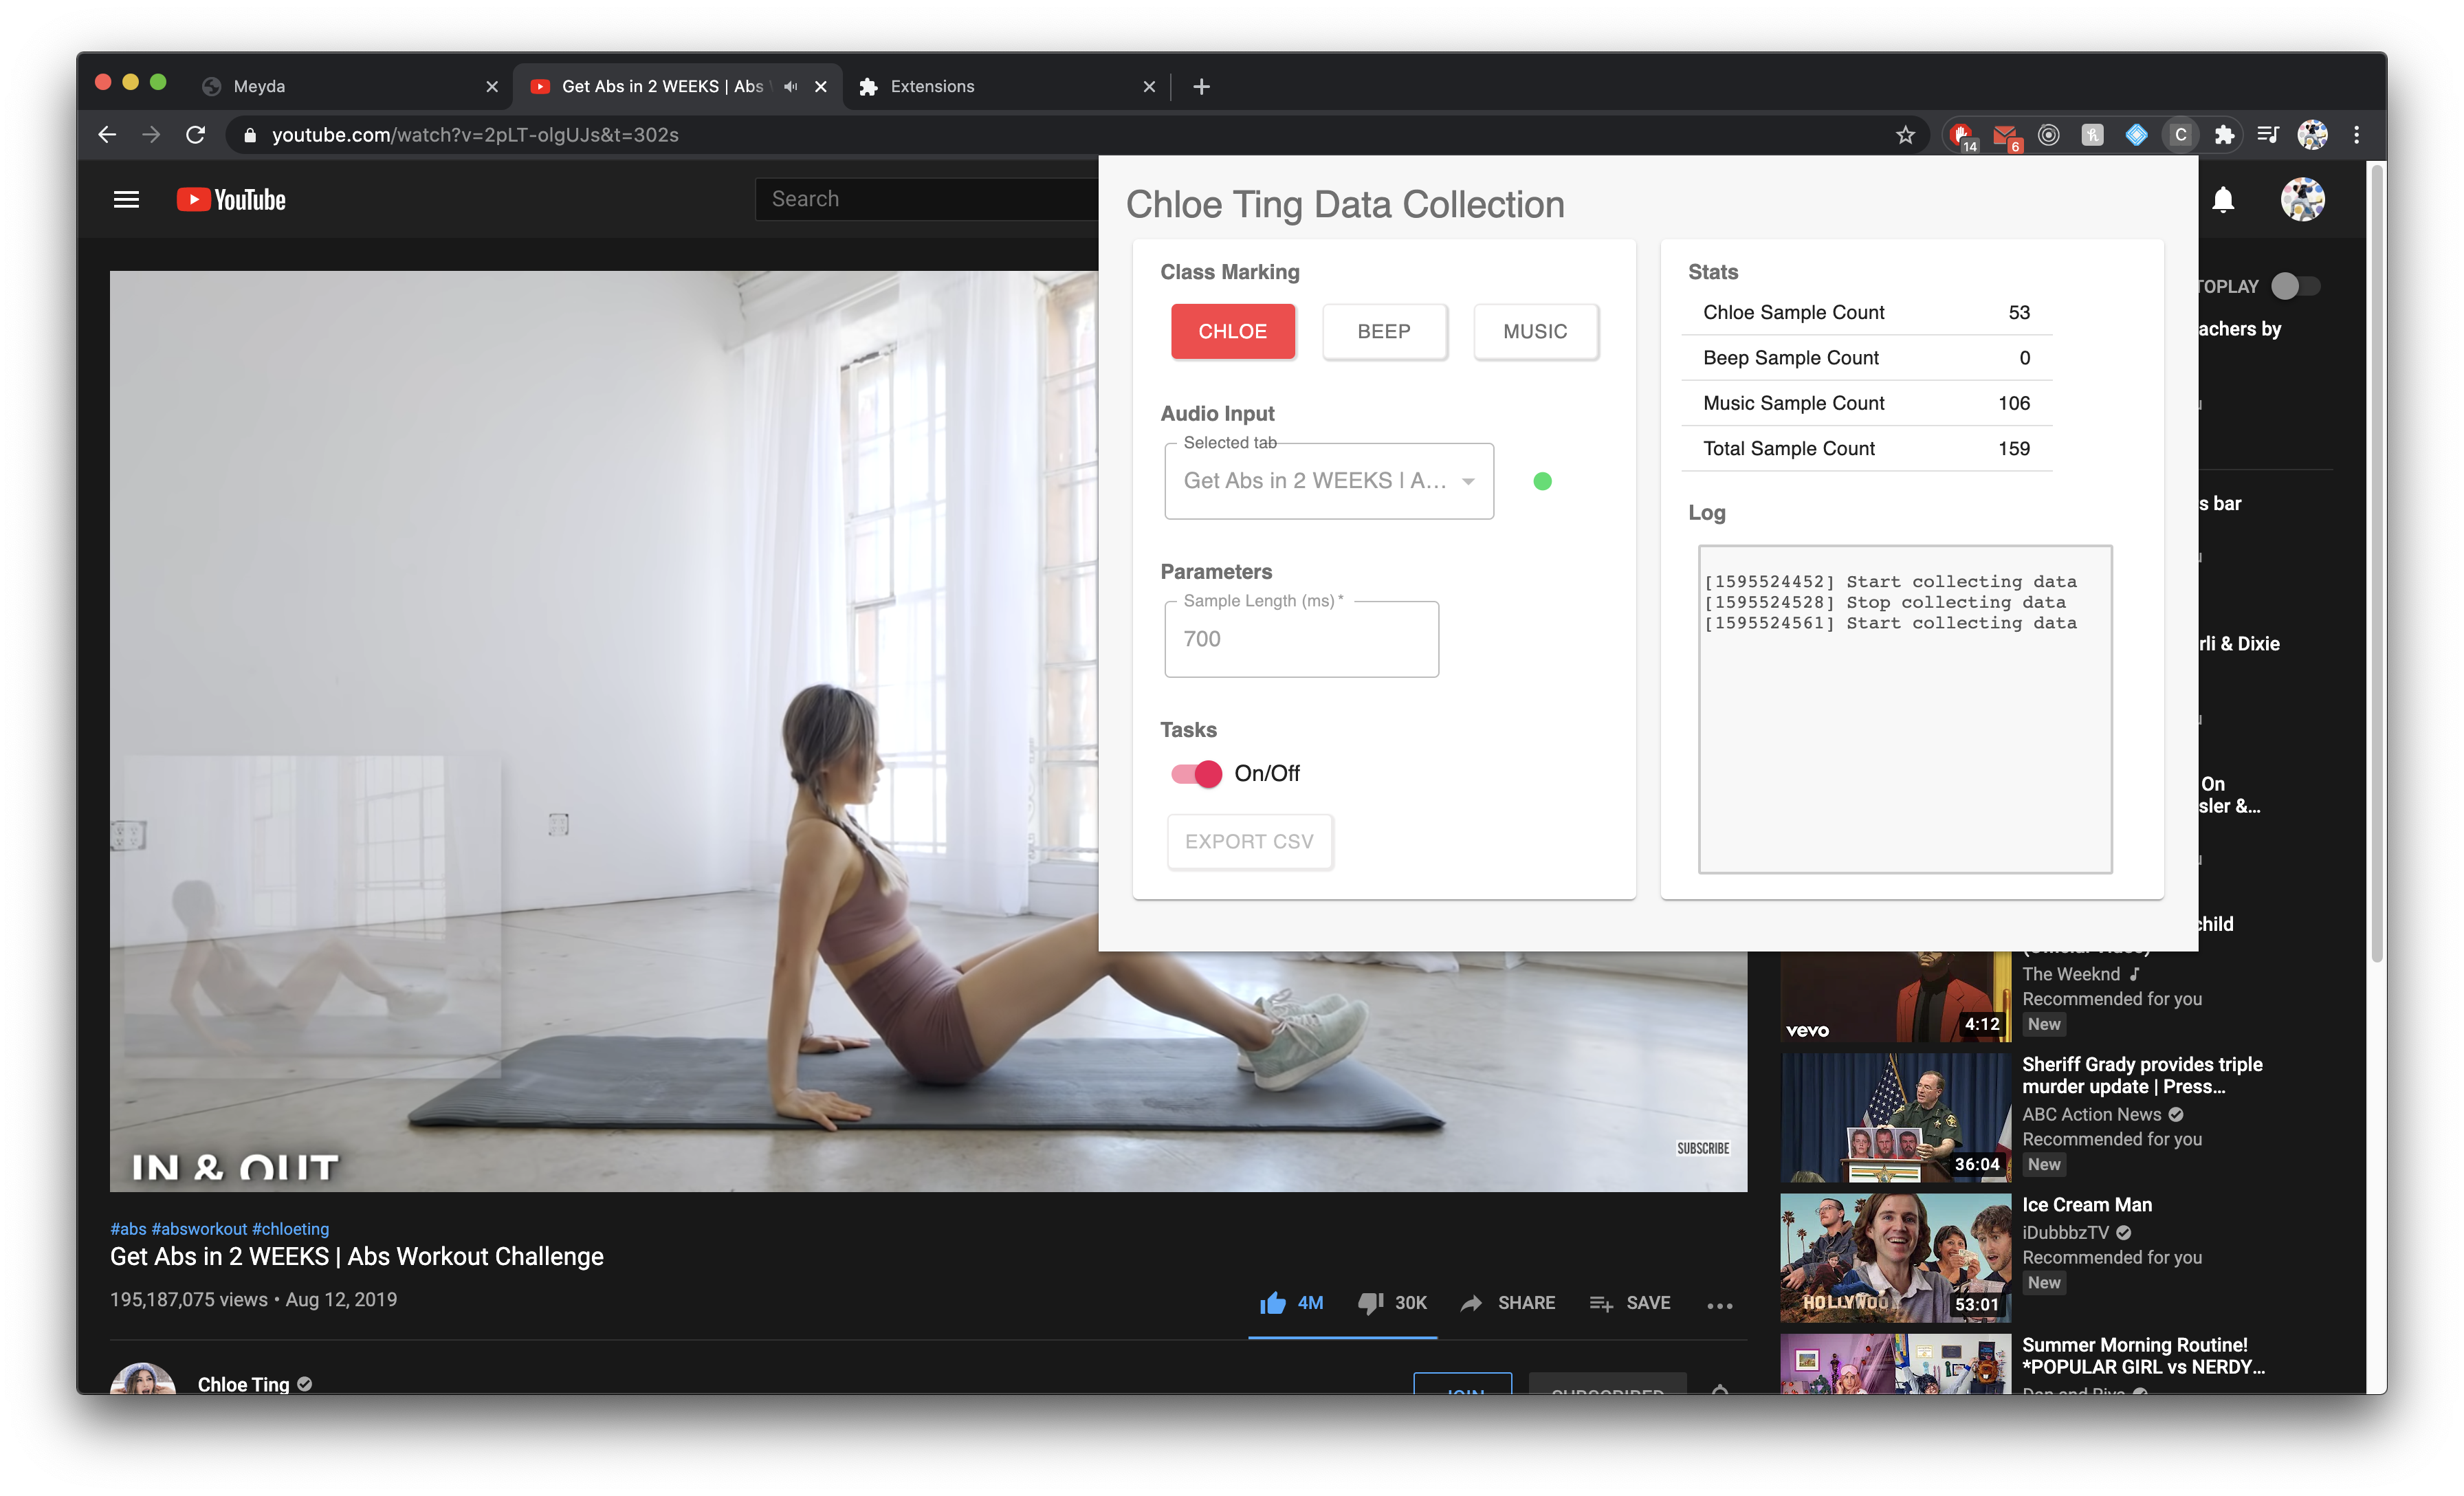 Meyda
Get Abs in 2 WEEKS | Abs
Extensions
youtube.com/watch?v=2pLT-olgUJs&t=302s
14
6
C
YouTube
Search
Chloe Ting Data Collection
Class Marking
CHLOE
BEEP
MUSIC
Audio Input
Selected tab
Get Abs in 2 WEEKS | A...
Parameters
Sample Length (ms) *
700
Tasks
On/Off
EXPORT CSV
Stats
Chloe Sample Count 53
Beep Sample Count 0
Music Sample Count 106
Total Sample Count 159
Log
[1595524452] Start collecting data
[1595524528] Stop collecting data
[1595524561] Start collecting data
TOPLAY
achers by
s bar
rli & Dixie
On
sler &...
child
IN & OUT
SUBSCRIBE
#abs #absworkout #chloeting
Get Abs in 2 WEEKS | Abs Workout Challenge
195,187,075 views • Aug 12, 2019
4M
30K
SHARE
SAVE
Chloe Ting
JOIN
SUBSCRIBED
The Weeknd
Recommended for you
New
vevo
4:12
Sheriff Grady provides triple
murder update | Press...
ABC Action News
Recommended for you
New
36:04
Ice Cream Man
iDubbbzTV
Recommended for you
New
HOLLYWOO
53:01
Summer Morning Routine!
*POPULAR GIRL vs NERDY...